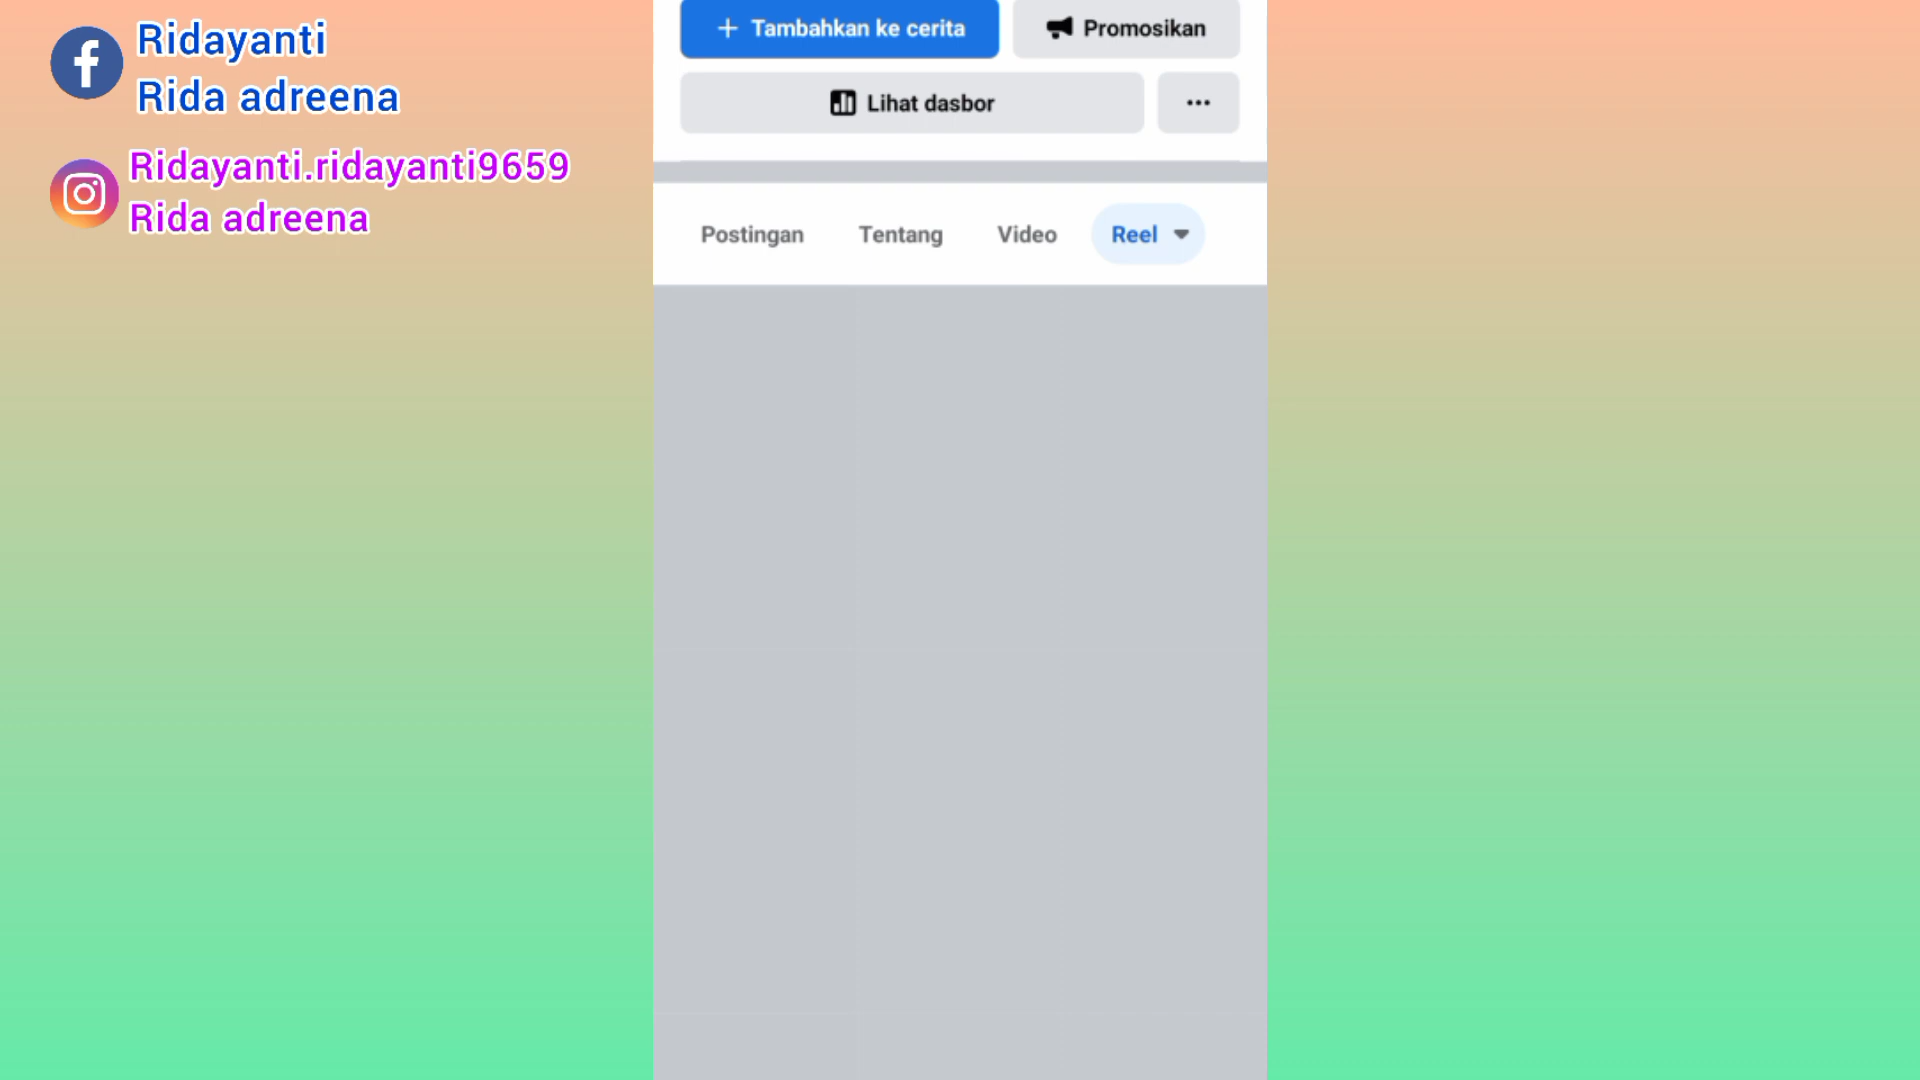 Ridayanti
Rida adreena
Ridayanti.ridayanti9659
Rida adreena
+ Tambahkan ke cerita
Promosikan
Lihat dasbor
Postingan Tentang Video Reel